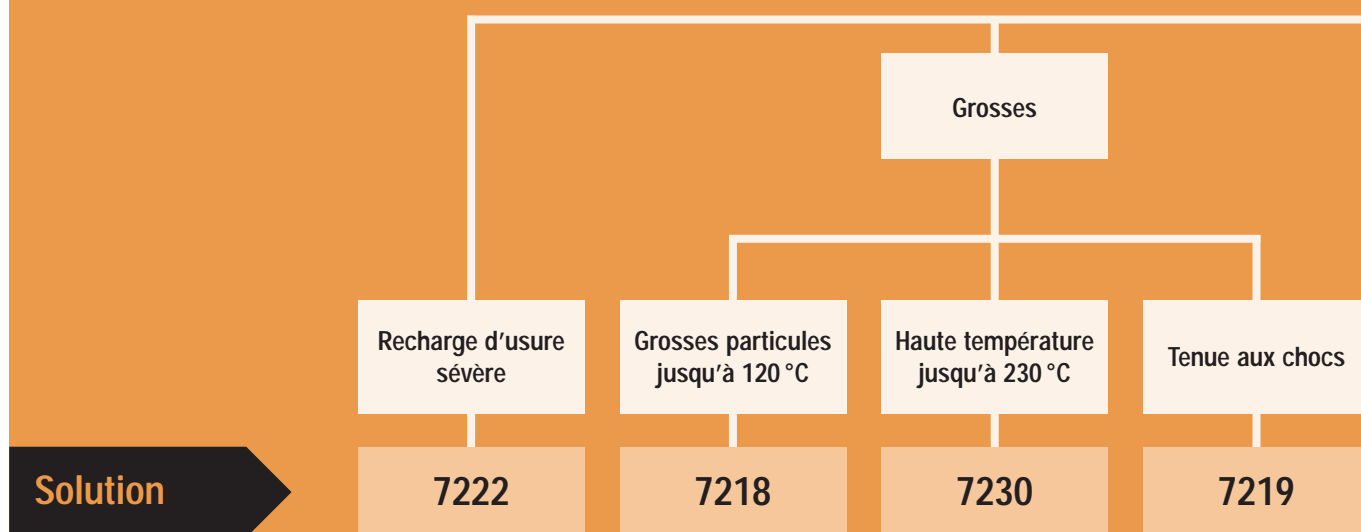 Grosses
Recharge d'usure
sévère
Grosses particules
jusqu'à 120 °C
Haute température
jusqu'à 230 °C
Tenue aux chocs
Solution
7222
7218
7230
7219